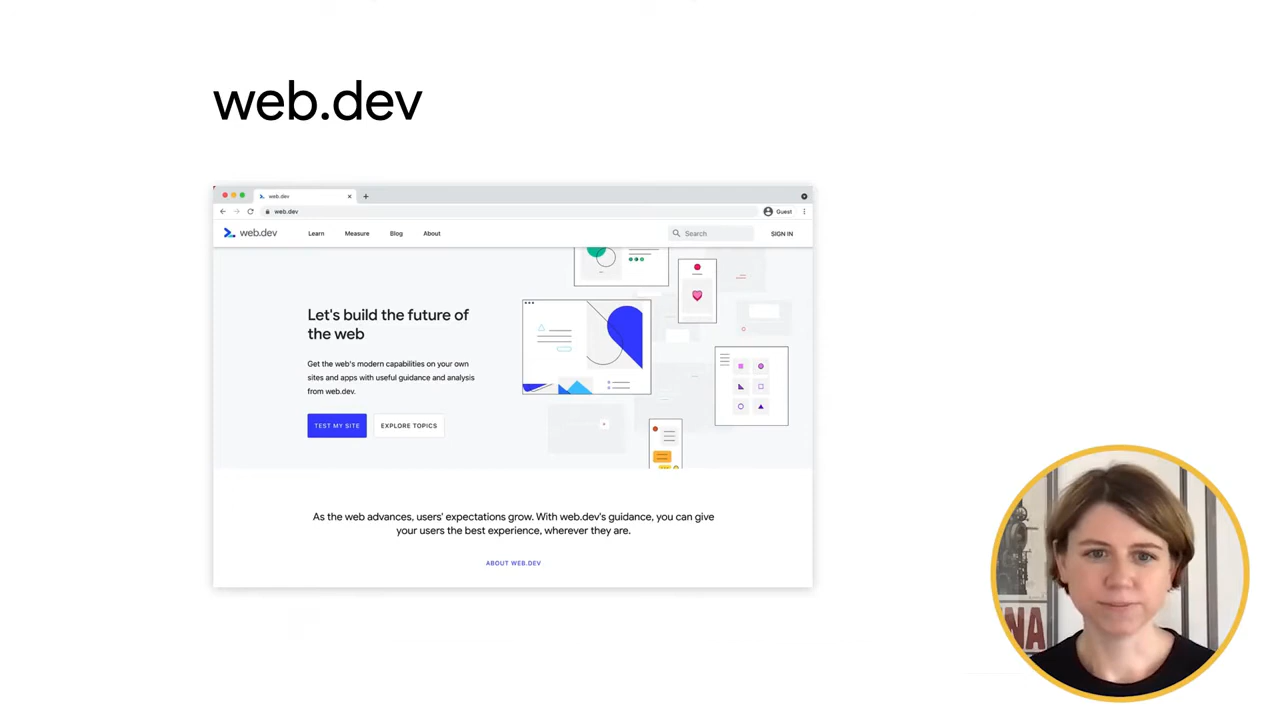 web.dev
web.dev
web.dev
Guest
web.dev
Learn
Measure
Blog
About
Search
SIGN IN
Let's build the future of
the web
Get the web's modern capabilities on your own
sites and apps with useful guidance and analysis
from web.dev.
TEST MY SITE
EXPLORE TOPICS
As the web advances, users' expectations grow. With web.dev's guidance, you can give
your users the best experience, wherever they are.
ABOUT WEB.DEV